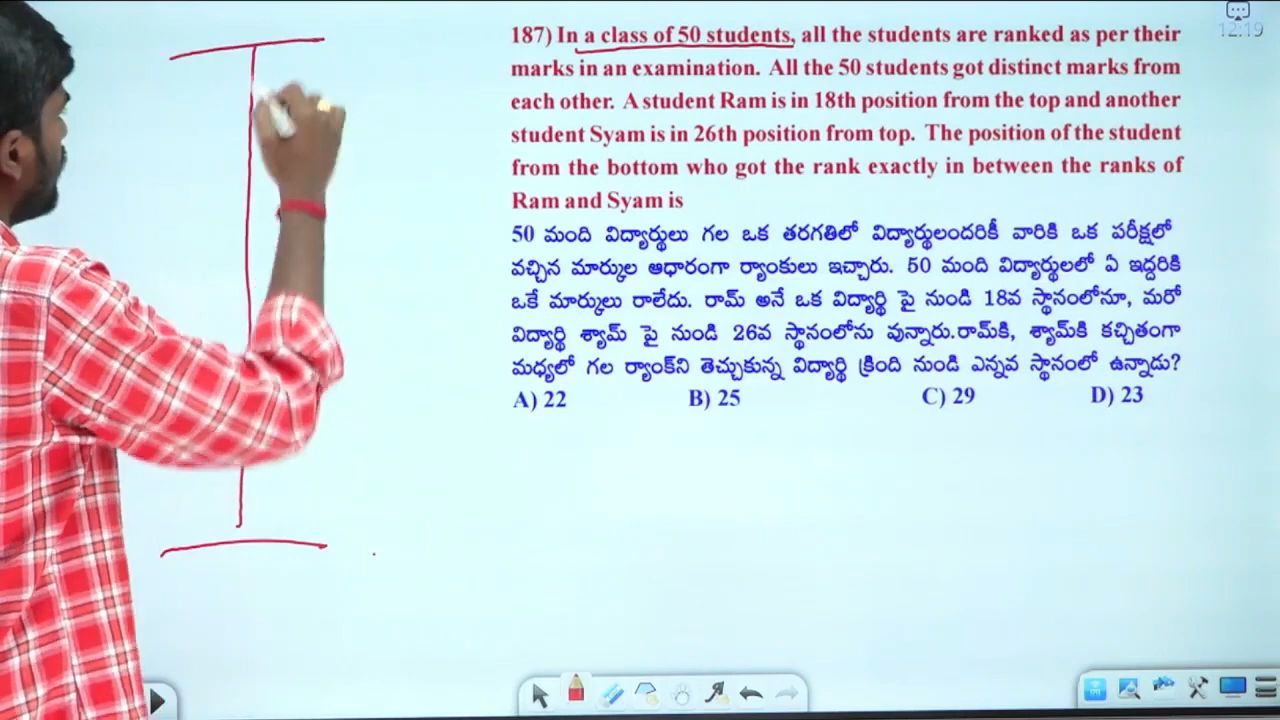 12:19
187) In a class of 50 students, all the students are ranked as per their
marks in an examination. All the 50 students got distinct marks from
each other. A student Ram is in 18th position from the top and another
student Syam is in 26th position from top. The position of the student
from the bottom who got the rank exactly in between the ranks of
Ram and Syam is
50 మంది విద్యార్థులు గల ఒక తరగతిలో విద్యార్థులందరికీ వారికి ఒక పరీక్షలో
వచ్చిన మార్కుల ఆధారంగా ర్యాంకులు ఇచ్చారు. 50 మంది విద్యార్థులలో ఏ ఇద్దరికి
ఒకే మార్కులు రాలేదు. రామ్ అనే ఒక విద్యార్థి పై నుండి 18వ స్థానంలోనూ, మరో
విద్యార్థి శ్యామ్ పై నుండి 26వ స్థానంలోను వున్నారు.రామ్‌కి, శ్యామ్‌కి కచ్చితంగా
మధ్యలో గల ర్యాంక్‌ని తెచ్చుకున్న విద్యార్థి క్రింది నుండి ఎన్నవ స్థానంలో ఉన్నాడు?
A) 22 B) 25 C) 29 D) 23